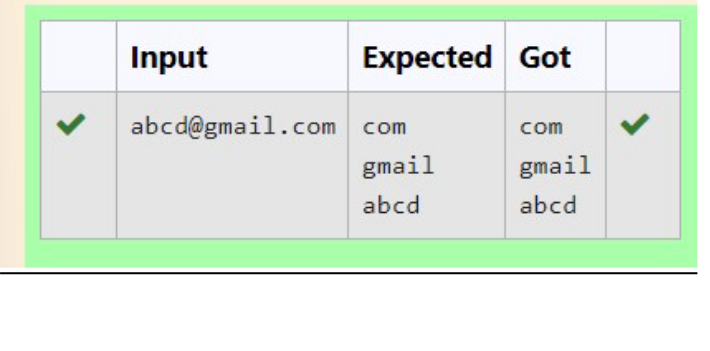 Input Expected Got
abcd@gmail.com com com
gmail gmail
abcd abcd